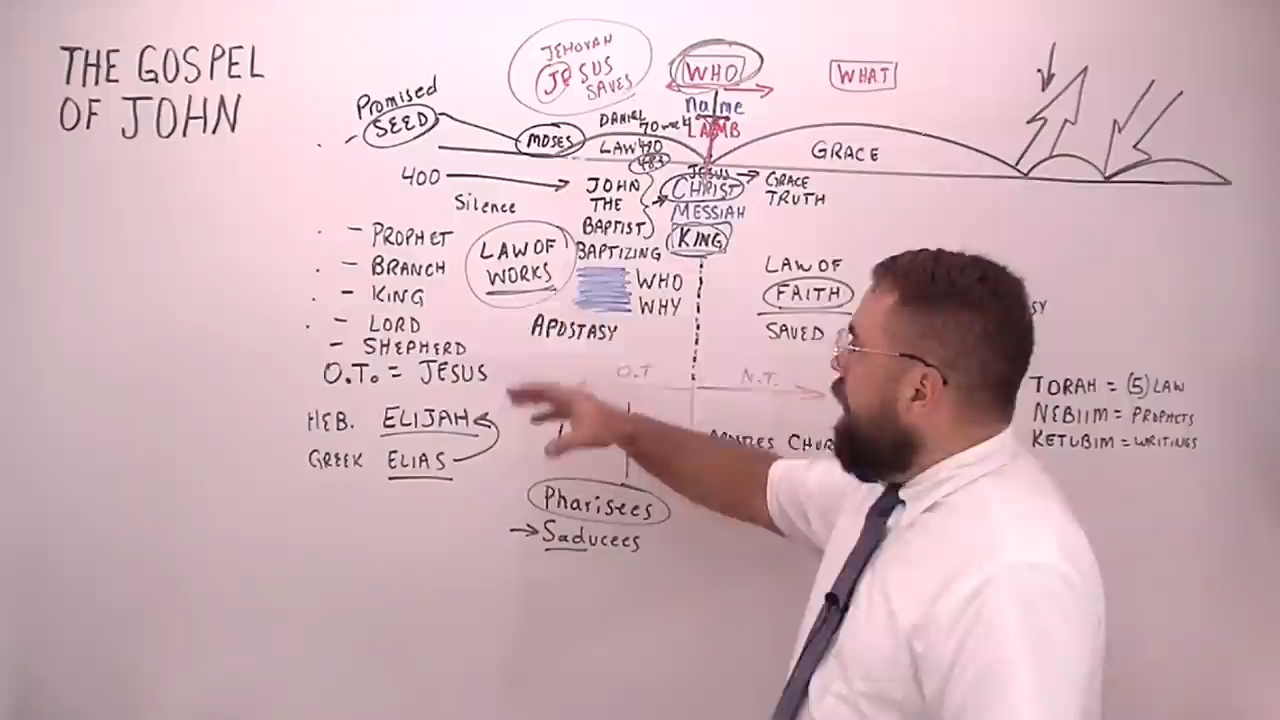 THE GOSPEL
OF JOHN
Promised
SEED
400
Silence
- PROPHET
- BRANCH
- KING
- LORD
- SHEPHERD
O.T. = JESUS
HEB. ELIJAH
GREEK ELIAS
JEHOVAH
JESUS
SAVES
MOSES
DANIEL
LAW
483
JOHN
THE
BAPTIST
BAPTIZING
WHO
WHY
LAW OF
WORKS
APOSTASY
WHO
name
LAMB
JESUS
CHRIST
MESSIAH
KING
GRACE
TRUTH
WHAT
GRACE
LAW OF
FAITH
SAVED
O.T
N.T.
Pharisees
Saducees
TORAH = (5) LAW
NEBIIM = PROPHETS
KETUBIM = WRITINGS